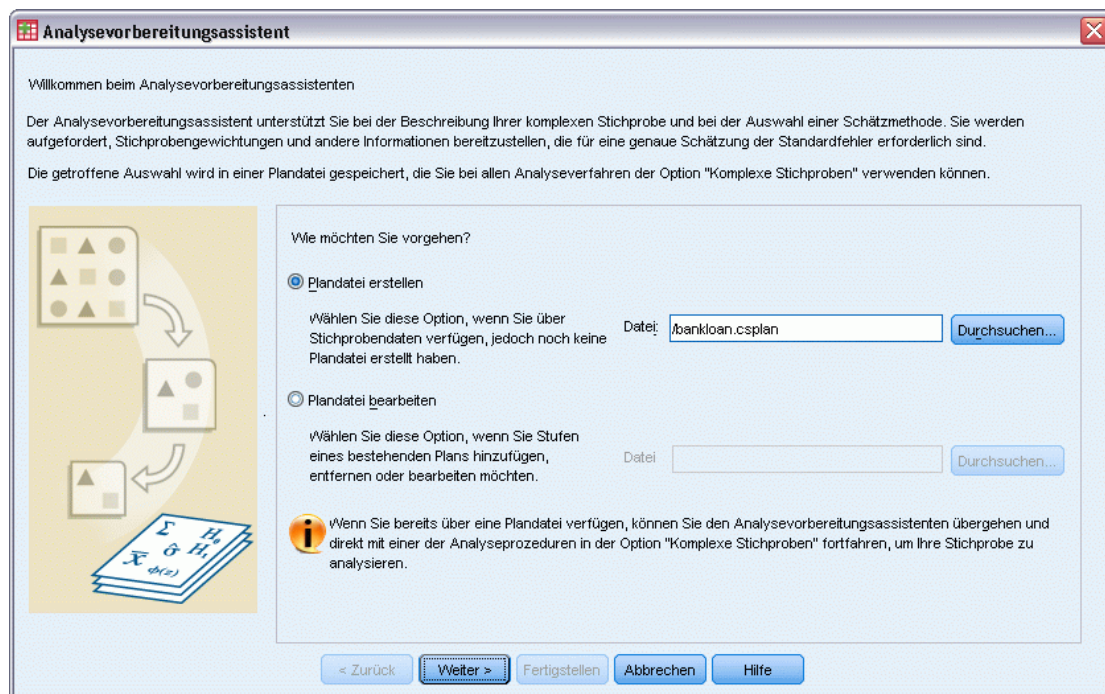 Analysevorbereitungsassistent
Willkommen beim Analysevorbereitungsassistenten
Der Analysevorbereitungsassistent unterstützt Sie bei der Beschreibung Ihrer komplexen Stichprobe und bei der Auswahl einer Schätzmethode. Sie werden
aufgefordert, Stichprobengewichtungen und andere Informationen bereitzustellen, die für eine genaue Schätzung der Standardfehler erforderlich sind.
Die getroffene Auswahl wird in einer Plandatei gespeichert, die Sie bei allen Analyseverfahren der Option "Komplexe Stichproben" verwenden können.
Wie möchten Sie vorgehen?
Plandatei erstellen
Wählen Sie diese Option, wenn Sie über
Stichprobendaten verfügen, jedoch noch keine
Plandatei erstellt haben.
Datei: /bankloan.csplan Durchsuchen...
Plandatei bearbeiten
Wählen Sie diese Option, wenn Sie Stufen
eines bestehenden Plans hinzufügen,
entfernen oder bearbeiten möchten.
Datei Durchsuchen...
Wenn Sie bereits über eine Plandatei verfügen, können Sie den Analysevorbereitungsassistenten übergehen und
direkt mit einer der Analyseprozeduren in der Option "Komplexe Stichproben" fortfahren, um Ihre Stichprobe zu
analysieren.
Σ H₀
x̄ σ̂ H₁
φ(z)
< Zurück Weiter > Fertigstellen Abbrechen Hilfe